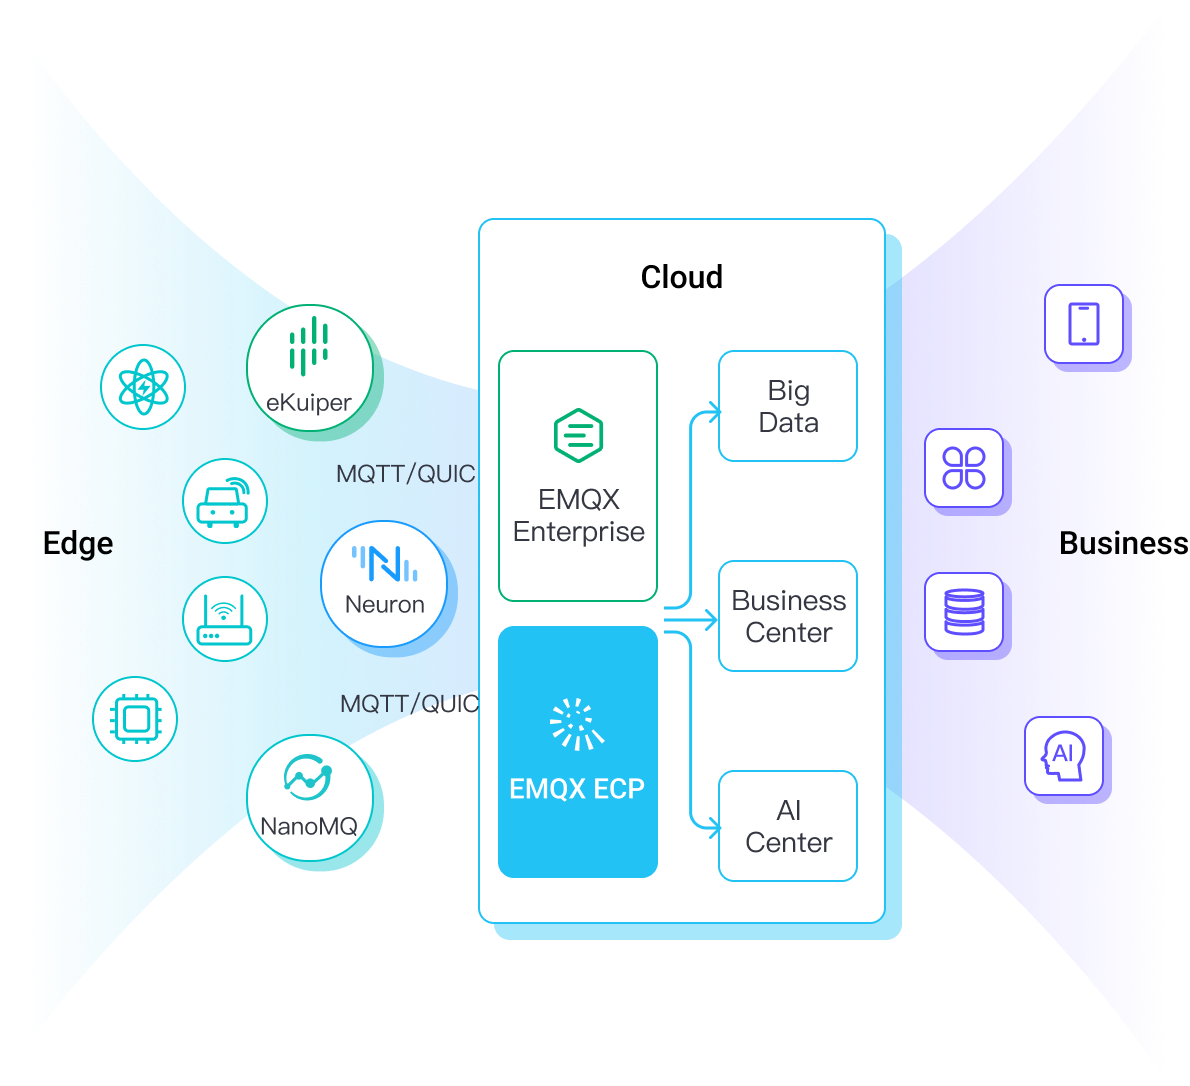 Cloud
eKuiper
MQTT/QUIC
Edge
Neuron
MQTT/QUIC
NanoMQ
EMQX
Enterprise
EMQX ECP
Big
Data
Business
Center
AI
Center
Business
AI